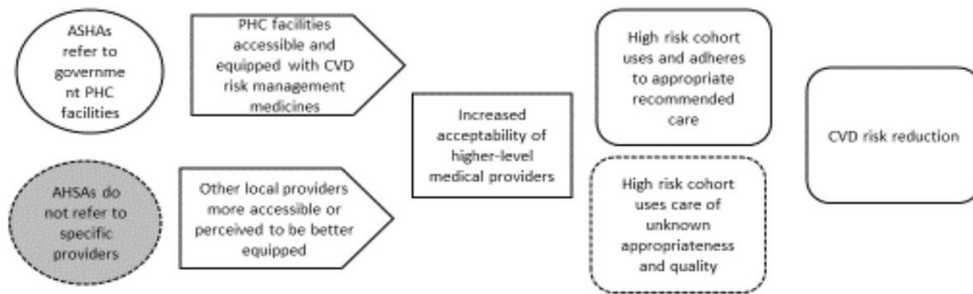 ASHAs
refer to
governme
nt PHC
facilities
PHC facilities
accessible and
equipped with CVD
risk management
medicines
Increased
acceptability of
higher-level
medical providers
High risk cohort
uses and adheres
to appropriate
recommended
care
CVD risk reduction
AHSAs do
not refer to
specific
providers
Other local providers
more accessible or
perceived to be better
equipped
High risk cohort
uses care of
unknown
appropriateness
and quality